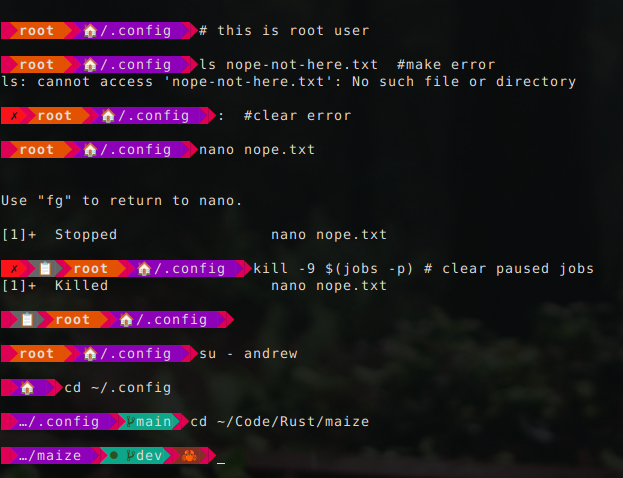 root 🏠/.config # this is root user
root 🏠/.config ls nope-not-here.txt  #make error
ls: cannot access 'nope-not-here.txt': No such file or directory
✗ root 🏠/.config :  #clear error
root 🏠/.config nano nope.txt
Use "fg" to return to nano.
[1]+  Stopped                 nano nope.txt
✗ 📋 root 🏠/.config kill -9 $(jobs -p) # clear paused jobs
[1]+  Killed                  nano nope.txt
📋 root 🏠/.config
root 🏠/.config su - andrew
🏠 cd ~/.config
…/.config main cd ~/Code/Rust/maize
…/maize ● dev 🦀 _